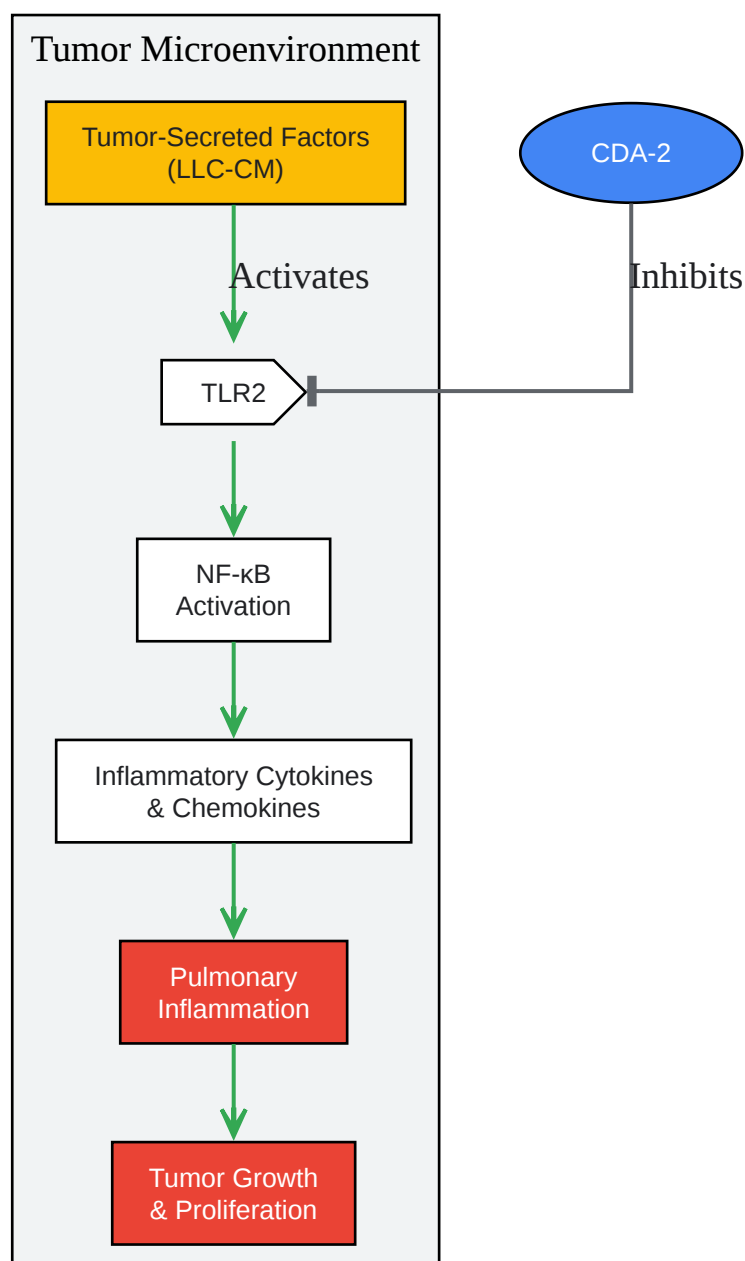 Tumor Microenvironment
Tumor-Secreted Factors
(LLC-CM)
CDA-2
Activates
Inhibits
TLR2
NF-κB
Activation
Inflammatory Cytokines
& Chemokines
Pulmonary
Inflammation
Tumor Growth
& Proliferation